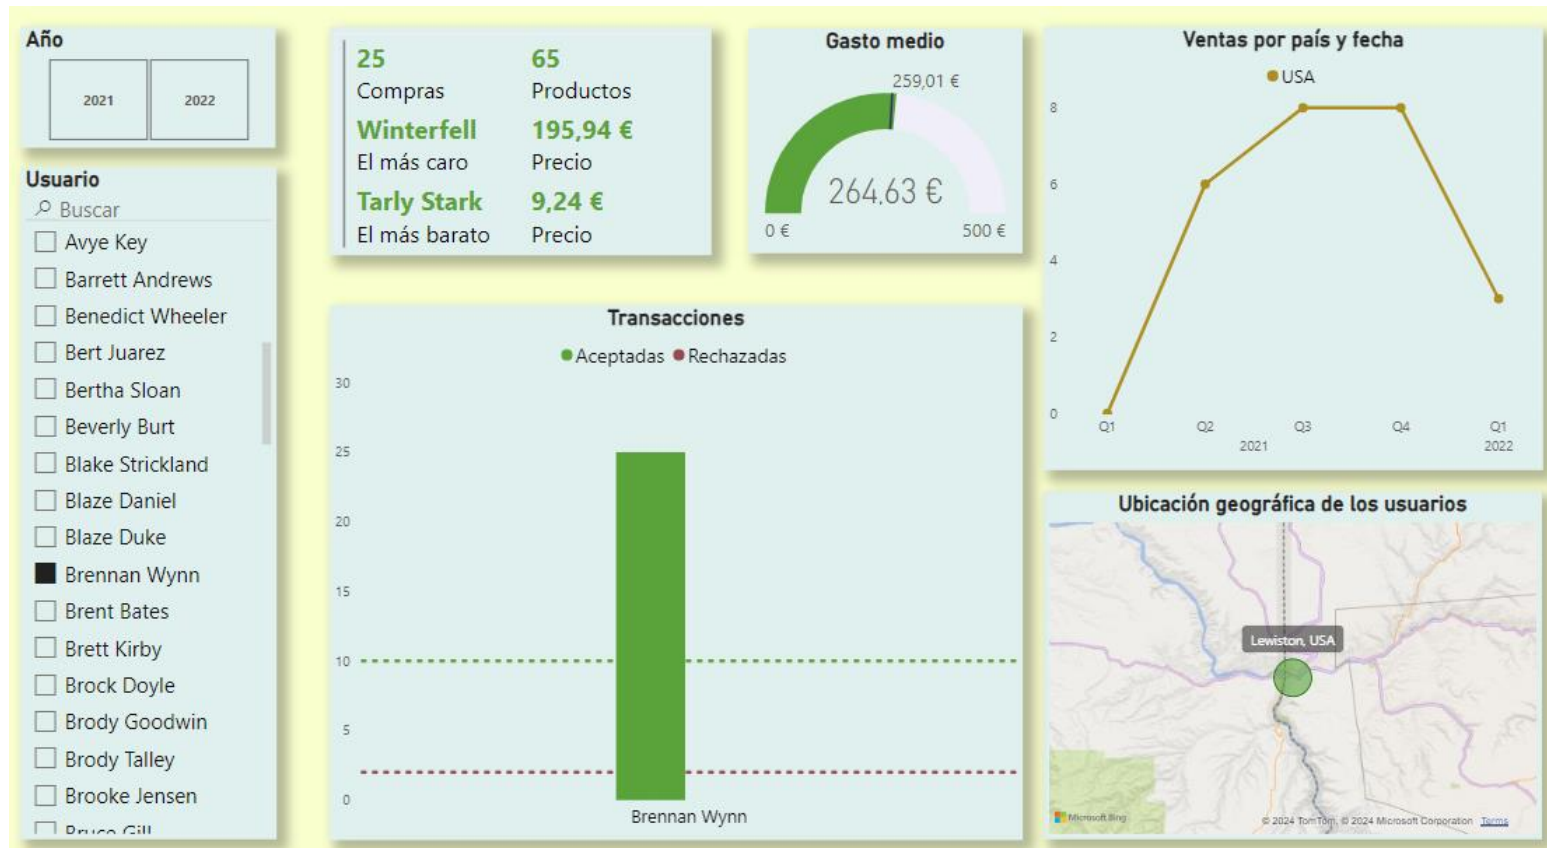 Año
2021 2022
Usuario
Buscar
Avye Key
Barrett Andrews
Benedict Wheeler
Bert Juarez
Bertha Sloan
Beverly Burt
Blake Strickland
Blaze Daniel
Blaze Duke
Brennan Wynn
Brent Bates
Brett Kirby
Brock Doyle
Brody Goodwin
Brody Talley
Brooke Jensen
Bruce Gill
25 65
Compras Productos
Winterfell 195,94 €
El más caro Precio
Tarly Stark 9,24 €
El más barato Precio
Gasto medio
259,01 €
264,63 €
0 € 500 €
Transacciones
Aceptadas Rechazadas
30
25
20
15
10
5
0
Brennan Wynn
Ventas por país y fecha
USA
8
6
4
2
0
Q1 Q2 Q3 Q4 Q1
2021 2022
Ubicación geográfica de los usuarios
Lewiston, USA
Microsoft Bing
© 2024 TomTom, © 2024 Microsoft Corporation Terms